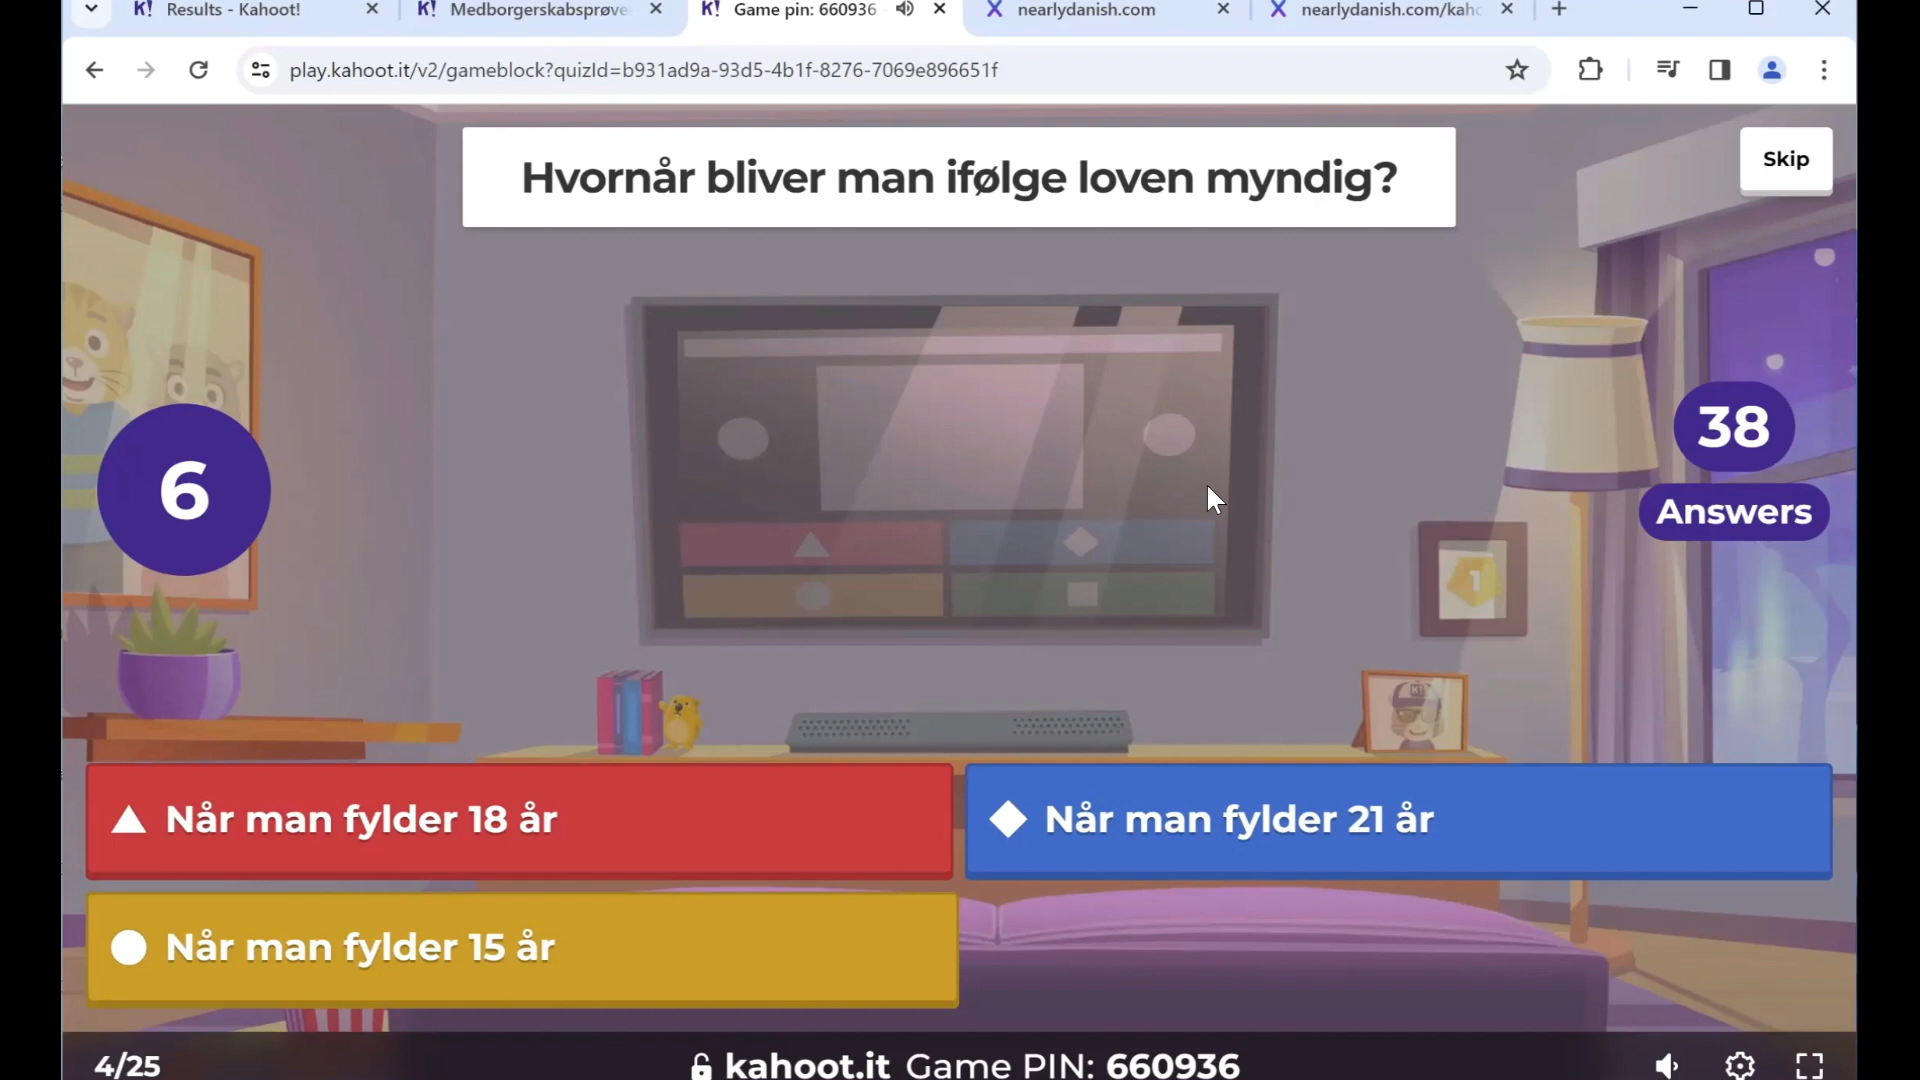 K! Results - Kahoot!
K! Medborgerskabsprøve
K! Game pin: 660936
nearlydanish.com
nearlydanish.com/kaho
play.kahoot.it/v2/gameblock?quizId=b931ad9a-93d5-4b1f-8276-7069e896651f
Hvornår bliver man ifølge loven myndig?
Skip
6
38
Answers
1
Når man fylder 18 år
Når man fylder 21 år
Når man fylder 15 år
4/25
kahoot.it Game PIN: 660936